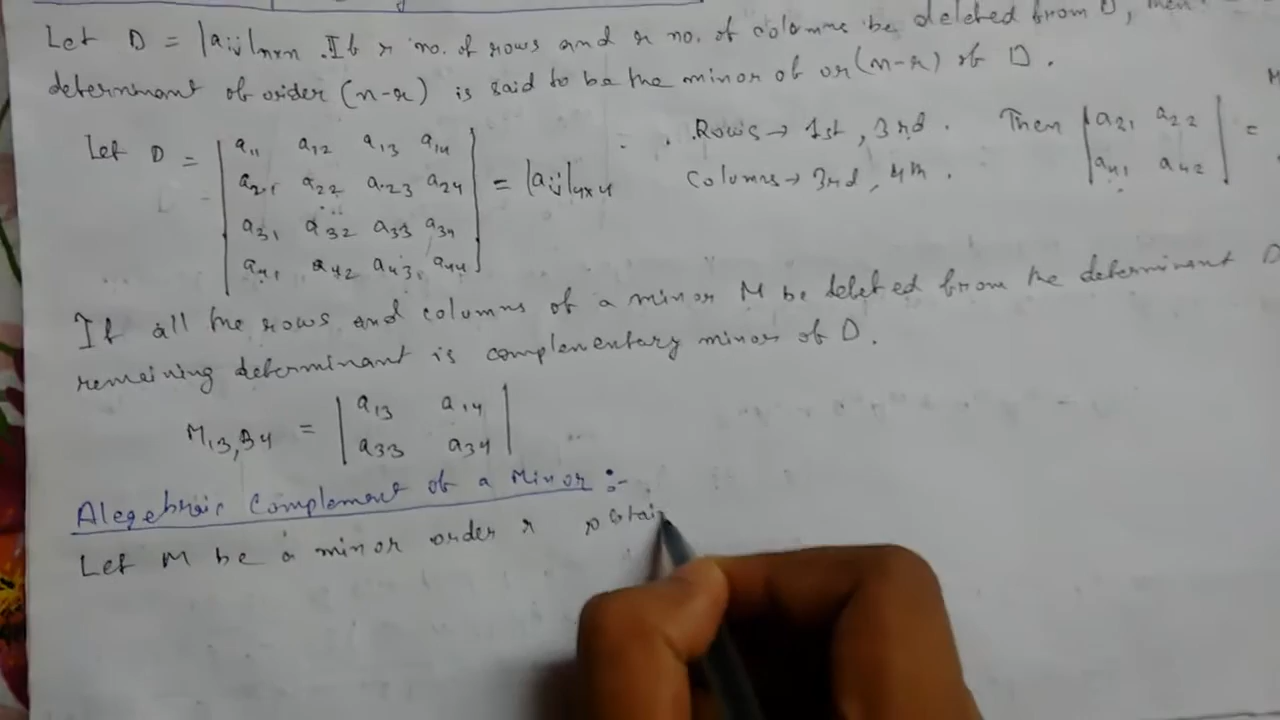 Let D = |aij|n×n . If r no. of rows and r no. of columns be deleted from D, then
determinant of order (n-r) is said to be the minor of or(n-r) of D.
Let D = | a11 a12 a13 a14 | Rows → 1st, 3rd. Then | a21 a22 | =
| a21 a22 a23 a24 | = |aij|4×4 Columns → 3rd, 4th. | a41 a42 |
| a31 a32 a33 a34 |
| a41 a42 a43 a44 |
If all the rows and columns of a minor M be deleted from the determinant D
remaining determinant is complementary minor of D.
M13,34 = | a13 a14 |
| a33 a34 |
Alegebraic Complement of a Minor :-
Let M be a minor order r obtain